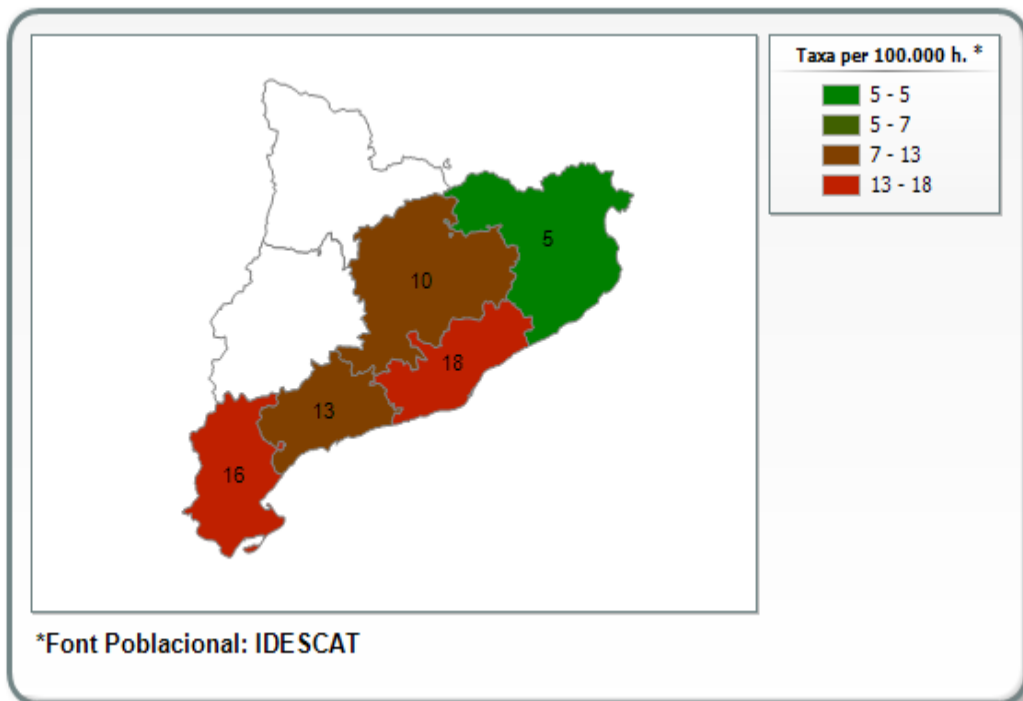 Taxa per 100.000 h. *
5 - 5
5 - 7
7 - 13
13 - 18
5
10
18
13
16
*Font Poblacional: IDESCAT